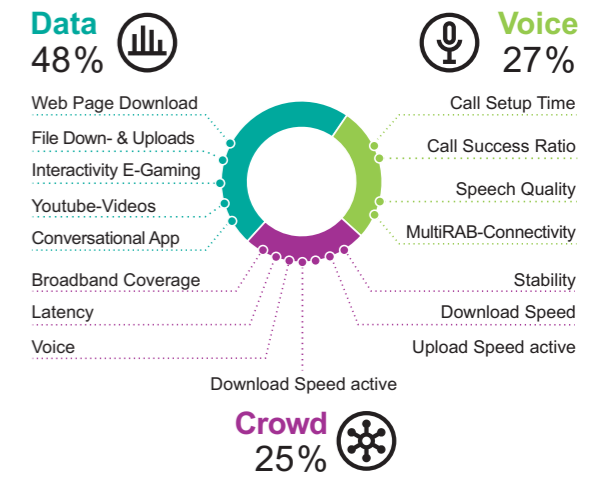 Data
48%
Voice
27%
Web Page Download
File Down- & Uploads
Interactivity E-Gaming
Youtube-Videos
Conversational App
Call Setup Time
Call Success Ratio
Speech Quality
MultiRAB-Connectivity
Broadband Coverage
Latency
Voice
Stability
Download Speed
Upload Speed active
Download Speed active
Crowd
25%